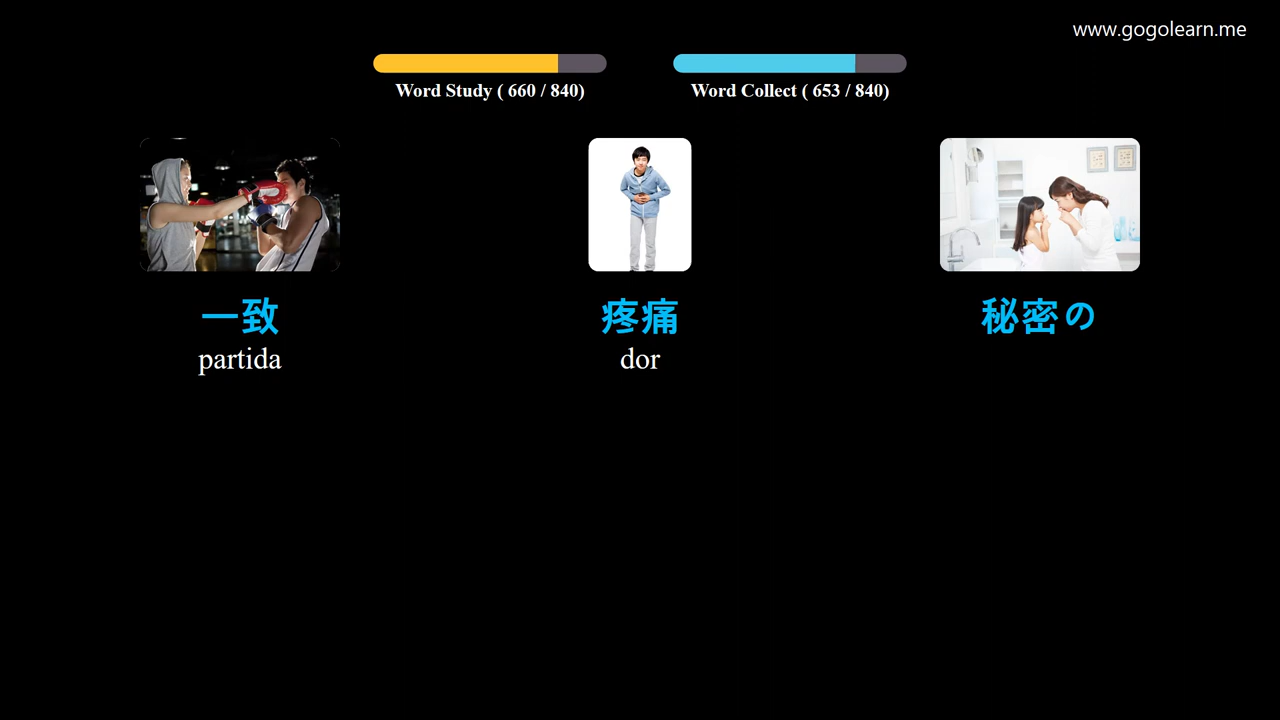 www.gogolearn.me
Word Study ( 660 / 840)
Word Collect ( 653 / 840)
一致
partida
疼痛
dor
秘密の